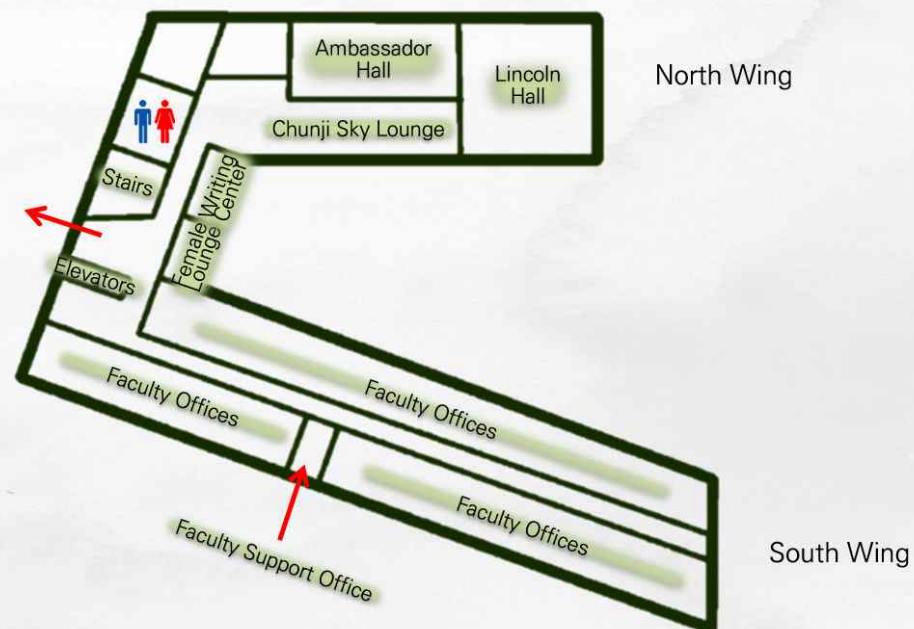 Ambassador
Hall
Lincoln
Hall
North Wing
Chunji Sky Lounge
Stairs
Writing
Center
Female
Lounge
Elevators
Faculty Offices
Faculty Offices
Faculty Offices
Faculty Support Office
South Wing